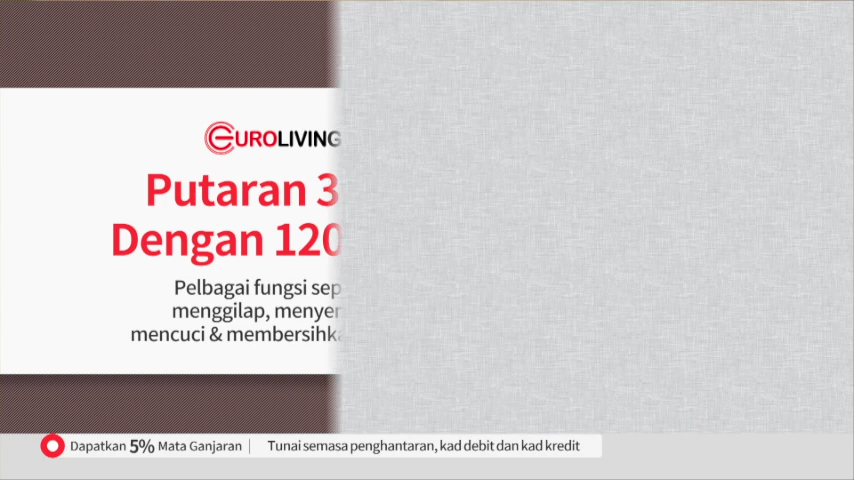 EUROLIVING
Putaran 3
Dengan 120
Pelbagai fungsi sep
menggilap, menyer
mencuci & membersihka
Dapatkan 5% Mata Ganjaran | Tunai semasa penghantaran, kad debit dan kad kredit